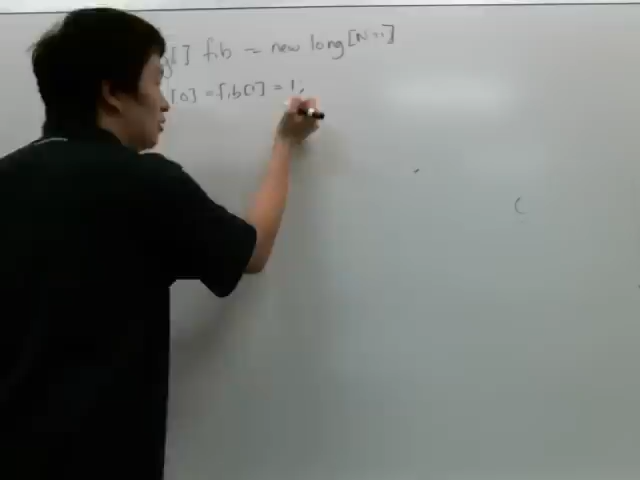 g[] fib = new long[N+1]
[0] = fib[1] = 1;